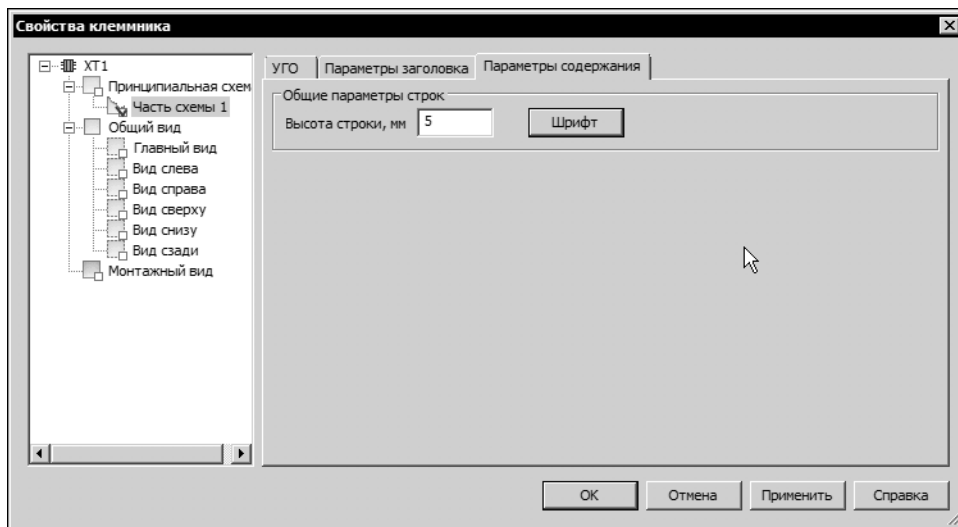 Свойства клеммника
XT1
Принципиальная схем
Часть схемы 1
Общий вид
Главный вид
Вид слева
Вид справа
Вид сверху
Вид снизу
Вид сзади
Монтажный вид
УГО
Параметры заголовка
Параметры содержания
Общие параметры строк
Высота строки, мм 5 Шрифт
ОК Отмена Применить Справка